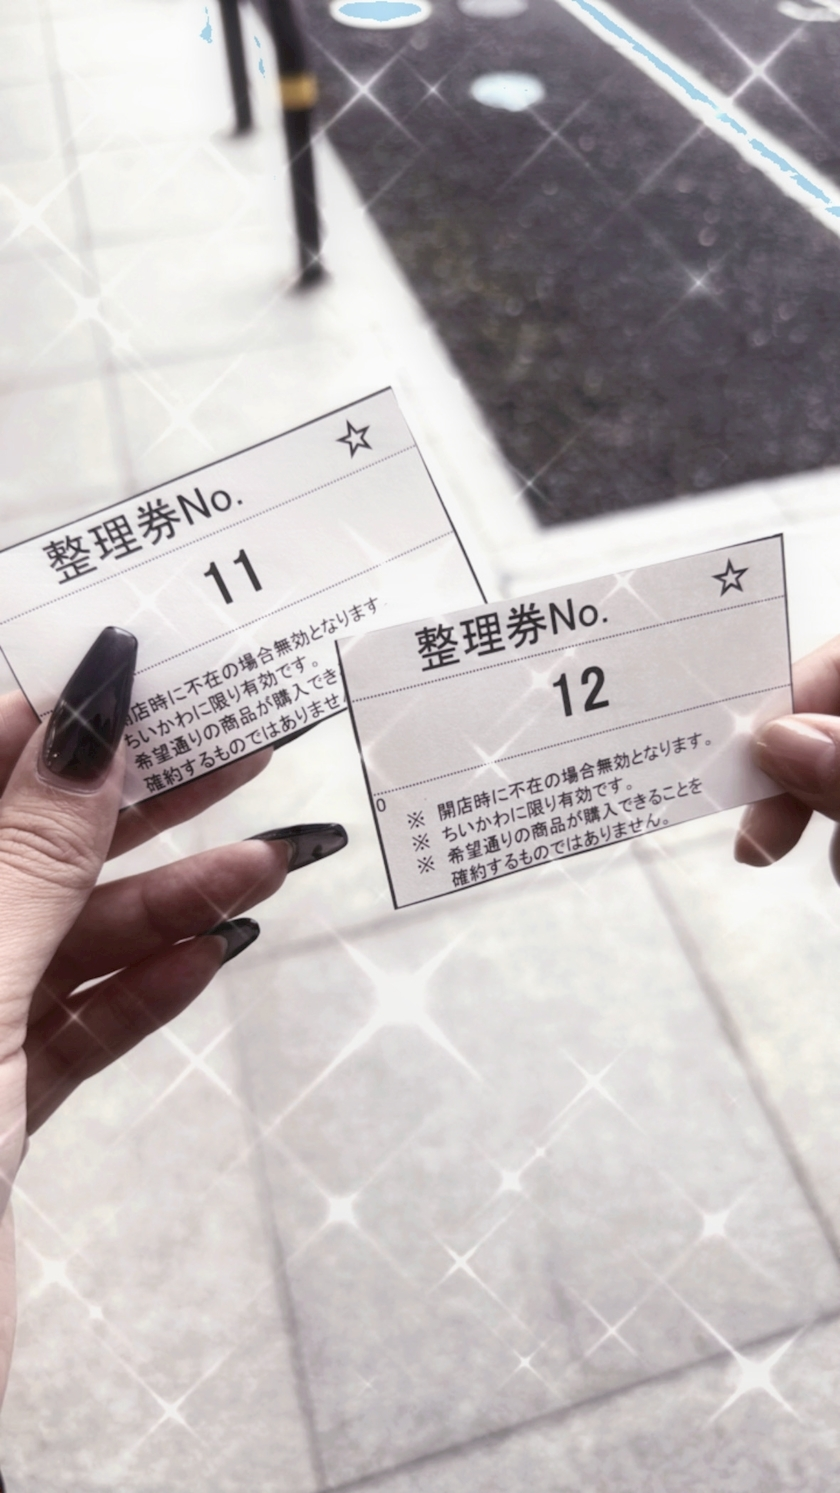 ☆
整理券No.
11
開店時に不在の場合無効となります
ちいかわに限り有効です。
希望通りの商品が購入でき
確約するものではありませ
☆
整理券No.
12
0
※ 開店時に不在の場合無効となります。
※ ちいかわに限り有効です。
※ 希望通りの商品が購入できることを
確約するものではありません。